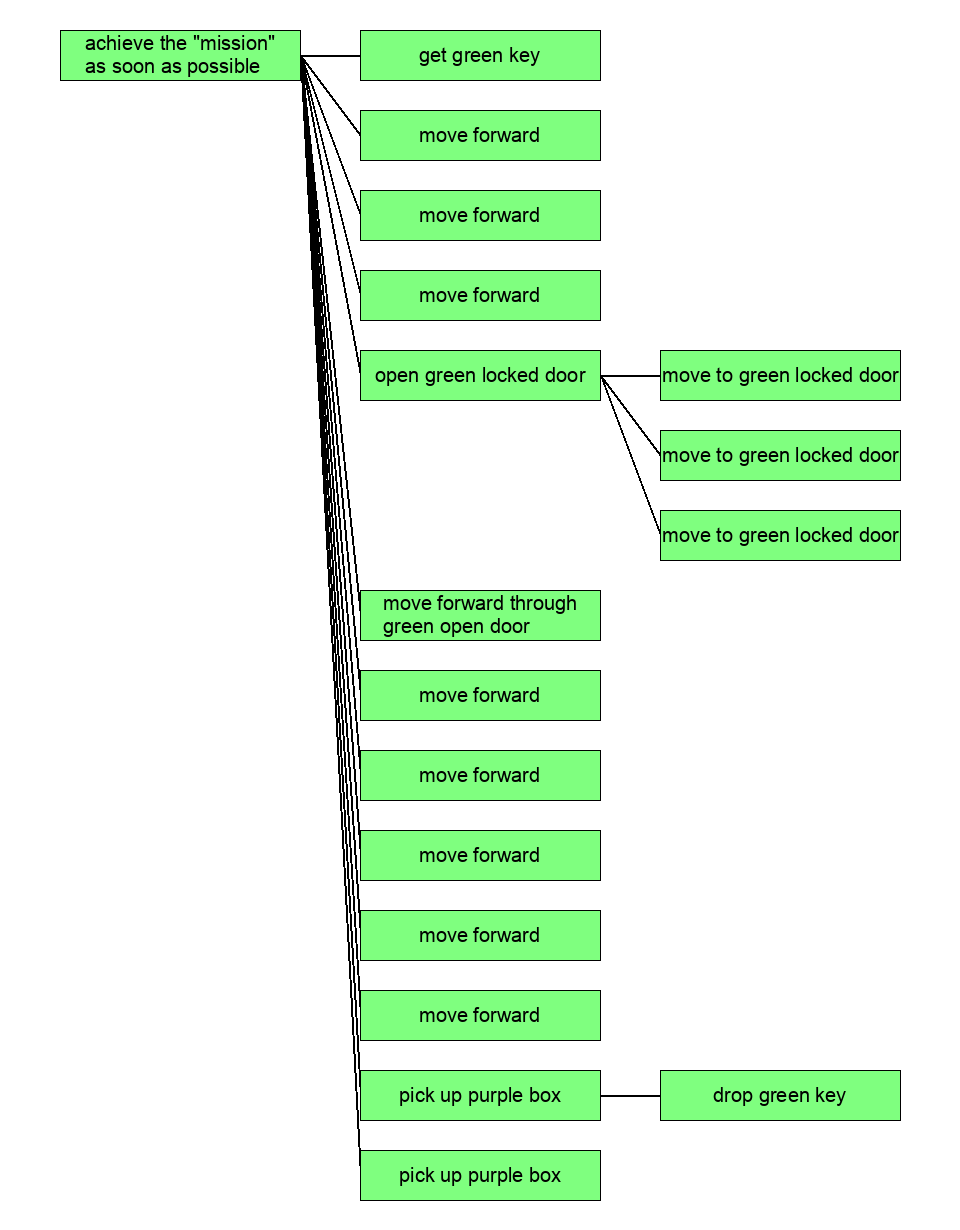 achieve the "mission"
as soon as possible
get green key
move forward
move forward
move forward
open green locked door
move to green locked door
move to green locked door
move to green locked door
move forward through
green open door
move forward
move forward
move forward
move forward
move forward
pick up purple box
drop green key
pick up purple box